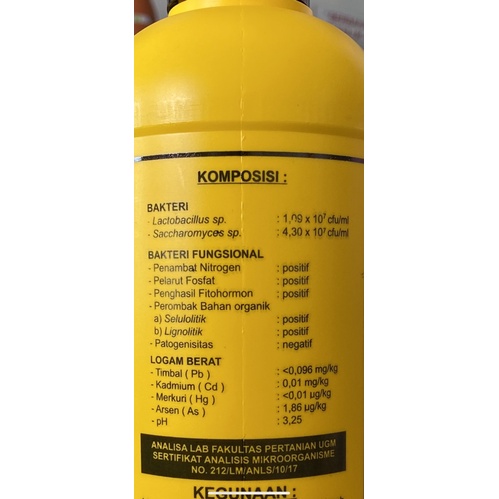 KOMPOSISI :
BAKTERI
- Lactobacillus sp. : 1,09 x 10⁷ cfu/ml
- Saccharomyces sp. : 4,30 x 10⁷ cfu/ml
BAKTERI FUNGSIONAL
- Penambat Nitrogen : positif
- Pelarut Fosfat : positif
- Penghasil Fitohormon : positif
- Perombak Bahan organik
a) Selulolitik : positif
b) Lignolitik : positif
- Patogenisitas : negatif
LOGAM BERAT
- Timbal ( Pb ) : <0,096 mg/kg
- Kadmium ( Cd ) : 0,01 mg/kg
- Merkuri ( Hg ) : <0,01 µg/kg
- Arsen ( As ) : 1,86 µg/kg
- pH : 3,25
ANALISA LAB FAKULTAS PERTANIAN UGM
SERTIFIKAT ANALISIS MIKROORGANISME
NO. 212/LM/ANLS/10/17
KEGUNAAN :